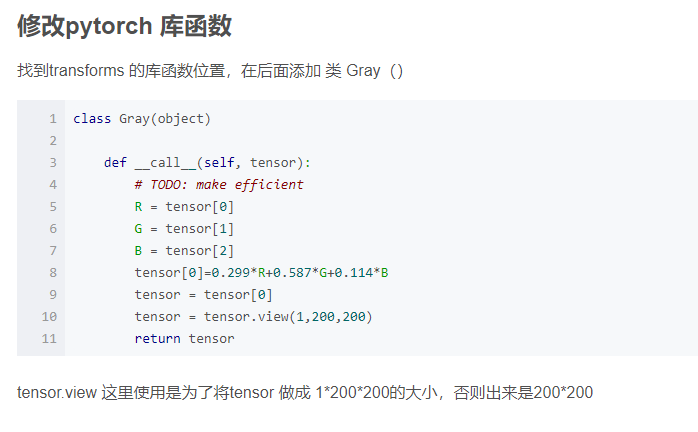 修改pytorch 库函数
找到transforms 的库函数位置，在后面添加 类 Gray（）
1 class Gray(object)
2
3     def __call__(self, tensor):
4         # TODO: make efficient
5         R = tensor[0]
6         G = tensor[1]
7         B = tensor[2]
8         tensor[0]=0.299*R+0.587*G+0.114*B
9         tensor = tensor[0]
10         tensor = tensor.view(1,200,200)
11         return tensor
tensor.view 这里使用是为了将tensor 做成 1*200*200的大小，否则出来是200*200